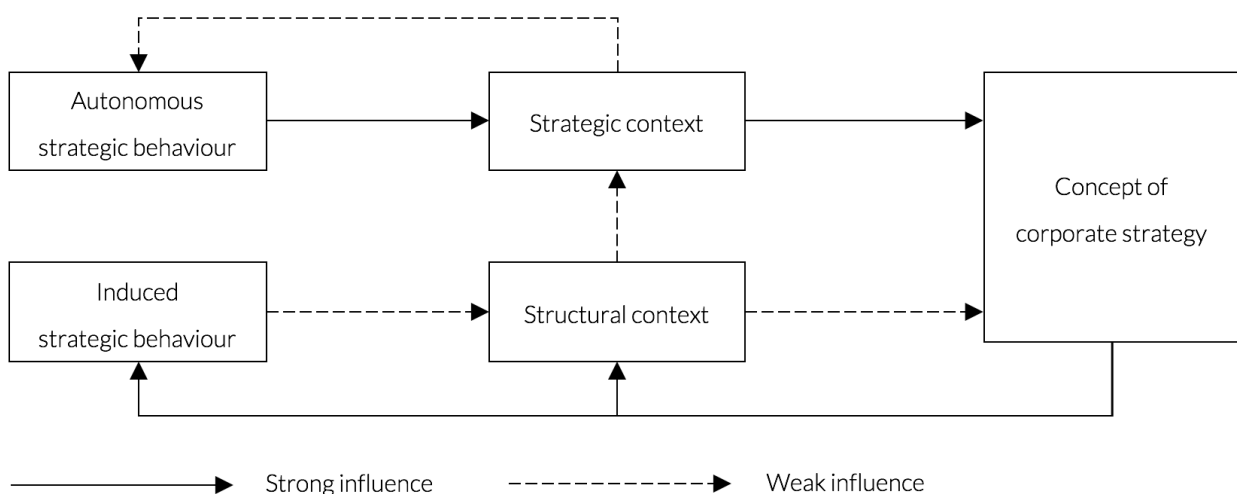 Autonomous
strategic behaviour
Strategic context
Concept of
corporate strategy
Induced
strategic behaviour
Structural context
Strong influence
Weak influence